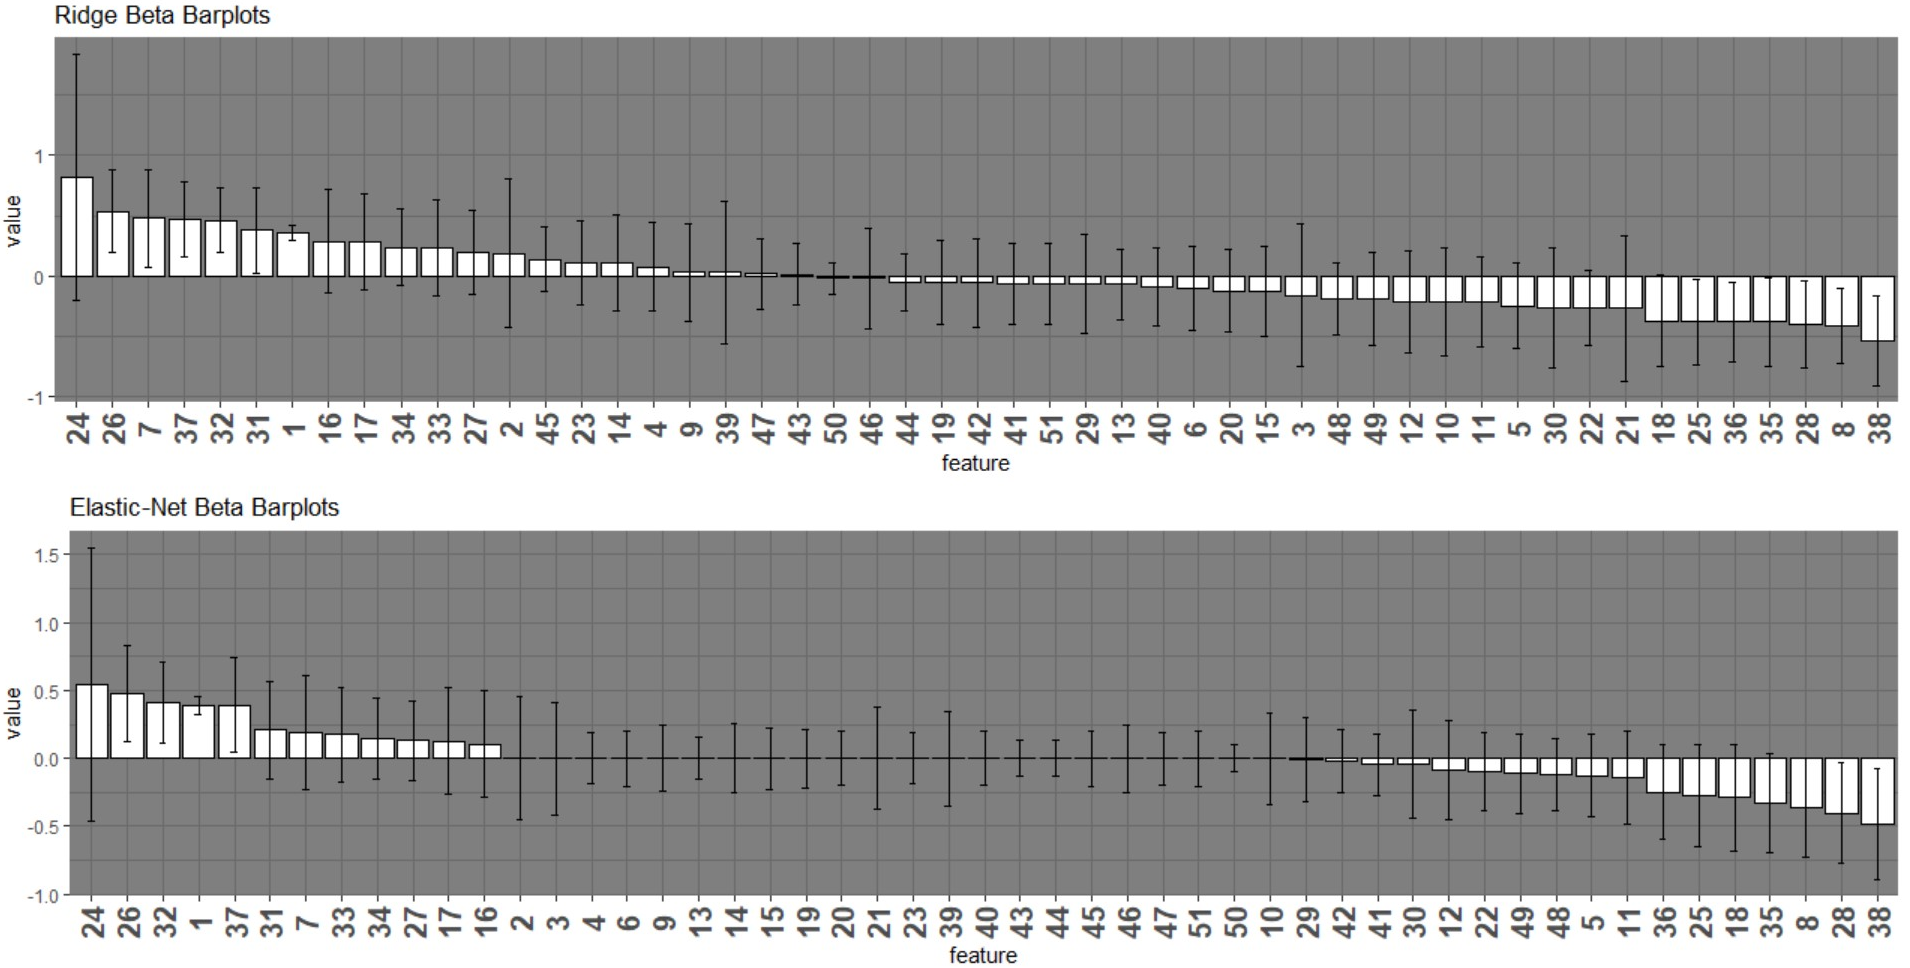 Ridge Beta Barplots
value
1
0
-1
24 26 7 37 32 31 1 16 17 34 33 27 2 45 23 14 4 9 39 47 43 50 46 44 19 42 41 51 29 13 40 6 20 15 3 48 49 12 10 11 5 30 22 21 18 25 36 35 28 8 38
feature
Elastic-Net Beta Barplots
value
1.5
1.0
0.5
0.0
-0.5
-1.0
24 26 32 1 37 31 7 33 34 27 17 16 2 3 4 6 9 13 14 15 19 20 21 23 39 40 43 44 45 46 47 51 50 10 29 42 41 30 12 22 49 48 5 11 36 25 18 35 8 28 38
feature